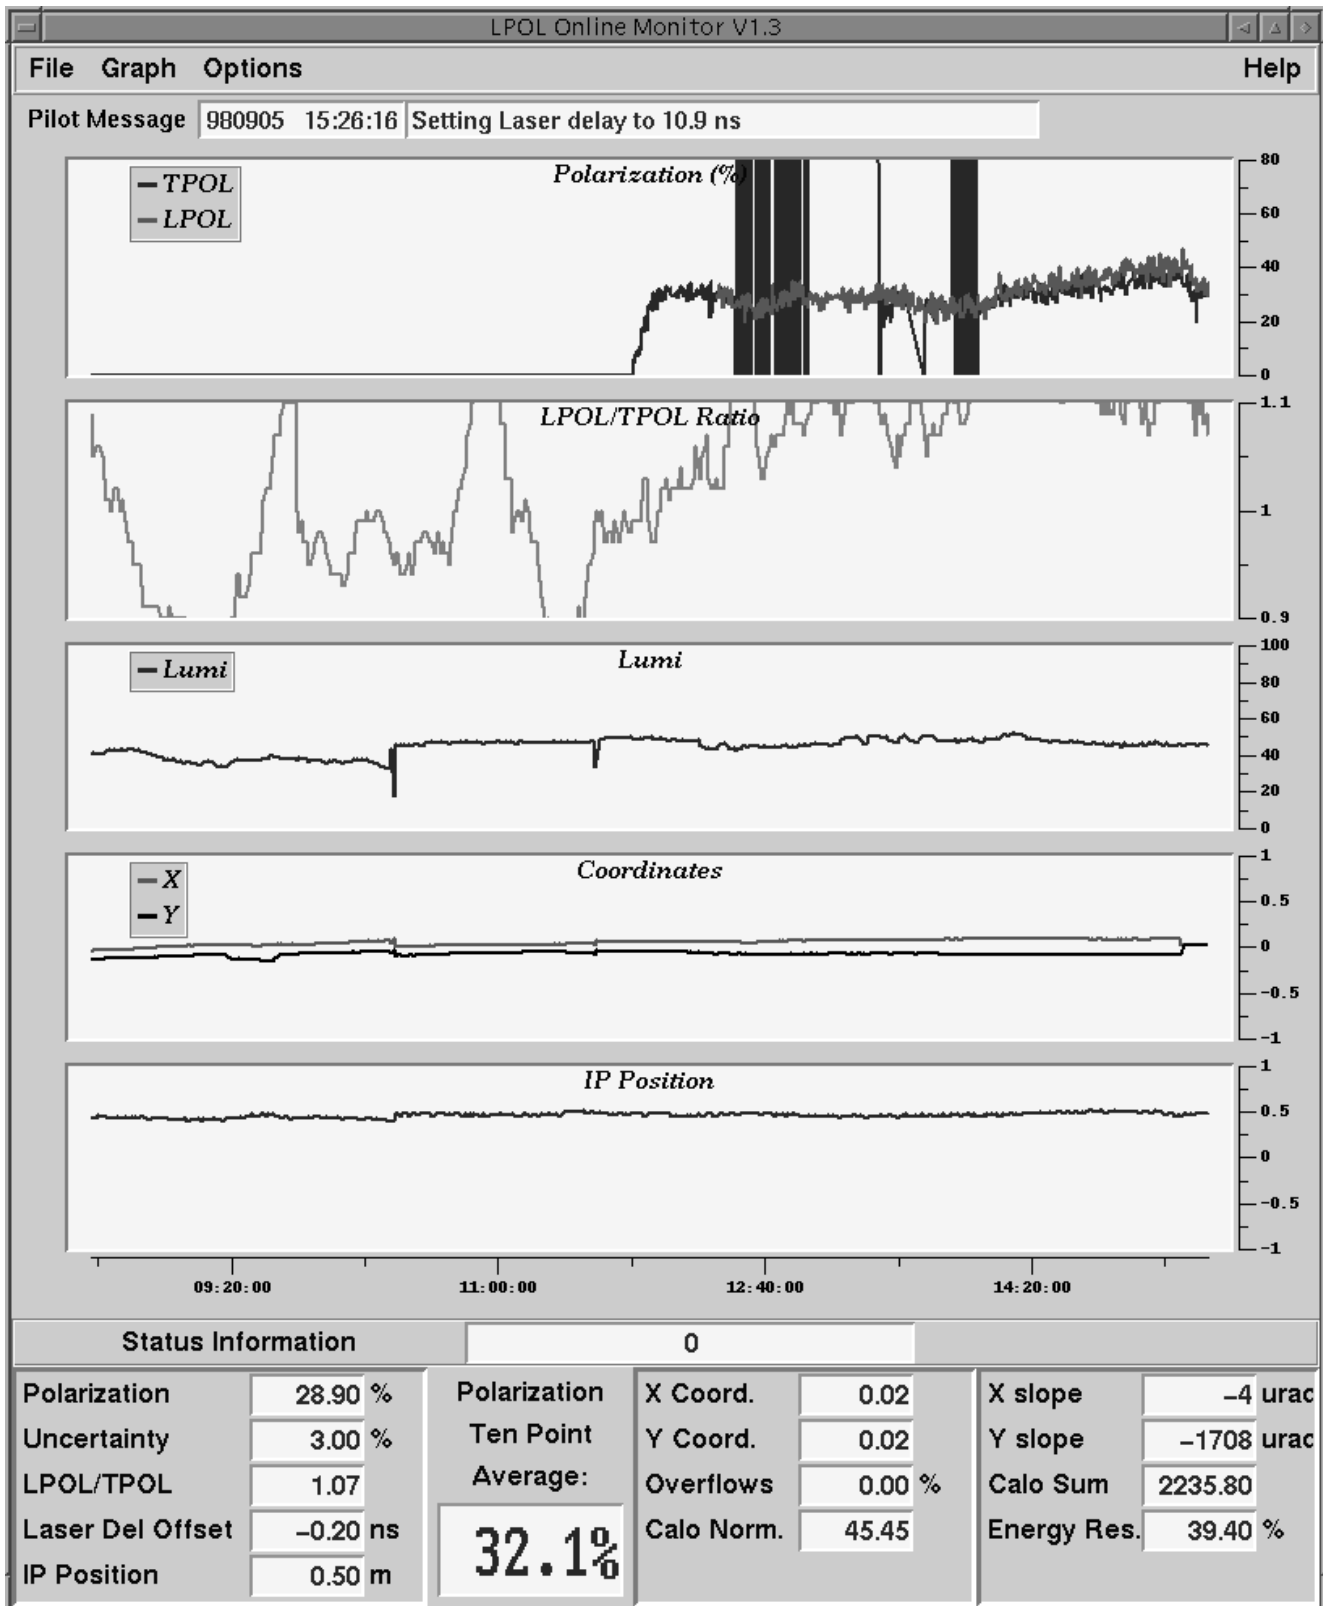 LPOL Online Monitor V1.3
File Graph Options Help
Pilot Message 980905 15:26:16 Setting Laser delay to 10.9 ns
Polarization (%)
TPOL
LPOL
80
60
40
20
0
LPOL/TPOL Ratio
1.1
1
0.9
Lumi
Lumi
100
80
60
40
20
0
Coordinates
X
Y
1
0.5
0
-0.5
-1
IP Position
1
0.5
0
-0.5
-1
09:20:00 11:00:00 12:40:00 14:20:00
Status Information 0
Polarization 28.90 %
Uncertainty 3.00 %
LPOL/TPOL 1.07
Laser Del Offset -0.20 ns
IP Position 0.50 m
Polarization
Ten Point
Average:
32.1%
X Coord. 0.02
Y Coord. 0.02
Overflows 0.00 %
Calo Norm. 45.45
X slope -4 urad
Y slope -1708 urad
Calo Sum 2235.80
Energy Res. 39.40 %